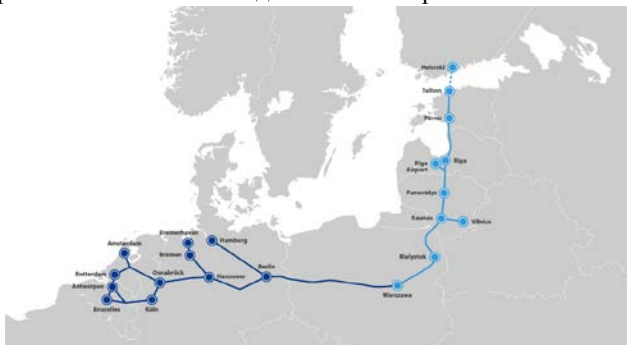 Helsinki
Tallinn
Pärnu
Riga
Riga
Airport
Panevėžys
Kaunas
Vilnius
Bremerhaven
Hamburg
Amsterdam
Bremen
Bialystok
Berlin
Rotterdam
Osnabrück
Hannover
Antwerpen
Warszawa
Bruxelles
Köln